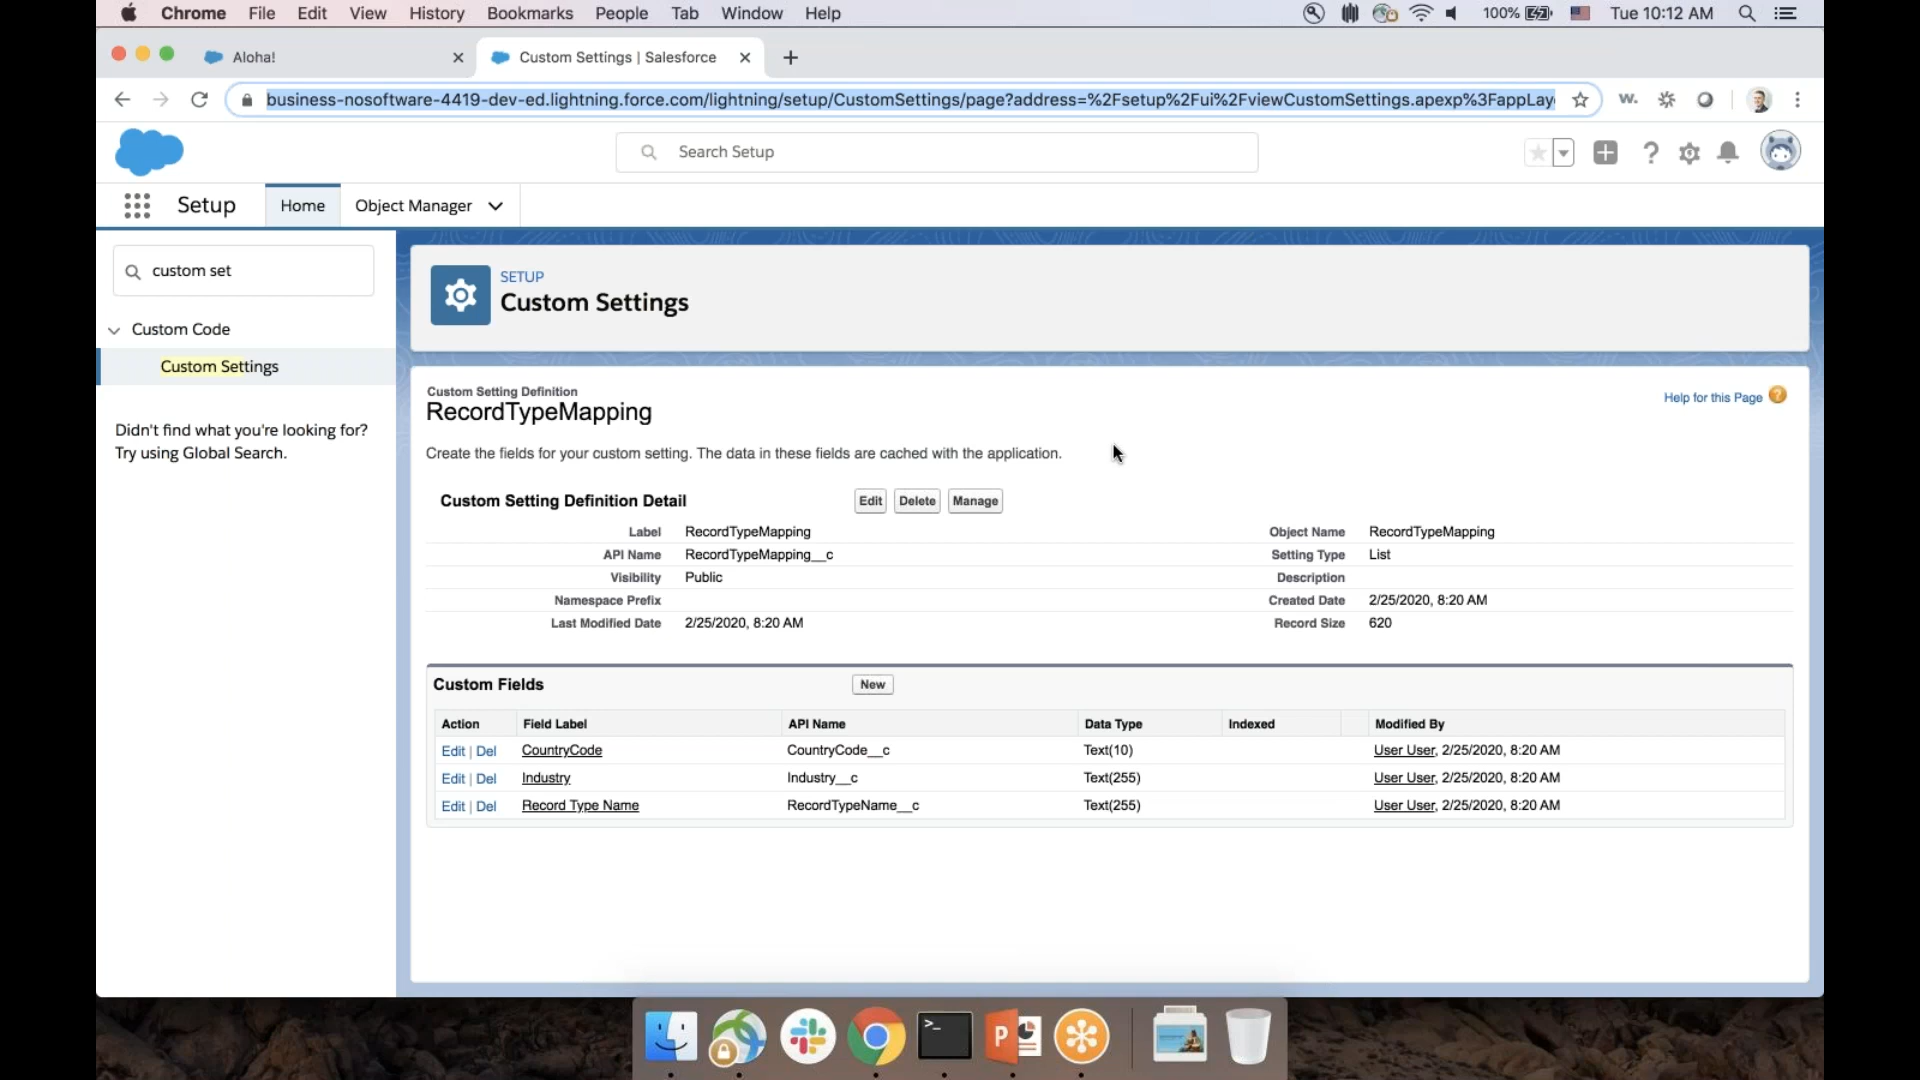 Chrome File Edit View History Bookmarks People Tab Window Help 100% Tue 10:12 AM
Aloha! Custom Settings | Salesforce
business-nosoftware-4419-dev-ed.lightning.force.com/lightning/setup/CustomSettings/page?address=%2Fsetup%2Fui%2FviewCustomSettings.apexp%3FappLay
w.
Search Setup
Setup Home Object Manager
custom set
Custom Code
Custom Settings
Didn't find what you're looking for?
Try using Global Search.
SETUP
Custom Settings
Custom Setting Definition
RecordTypeMapping
Help for this Page ?
Create the fields for your custom setting. The data in these fields are cached with the application.
Custom Setting Definition Detail Edit Delete Manage
Label RecordTypeMapping Object Name RecordTypeMapping
API Name RecordTypeMapping__c Setting Type List
Visibility Public Description
Namespace Prefix Created Date 2/25/2020, 8:20 AM
Last Modified Date 2/25/2020, 8:20 AM Record Size 620
Custom Fields New
Action Field Label API Name Data Type Indexed Modified By
Edit | Del CountryCode CountryCode__c Text(10) User User, 2/25/2020, 8:20 AM
Edit | Del Industry Industry__c Text(255) User User, 2/25/2020, 8:20 AM
Edit | Del Record Type Name RecordTypeName__c Text(255) User User, 2/25/2020, 8:20 AM
>_ P